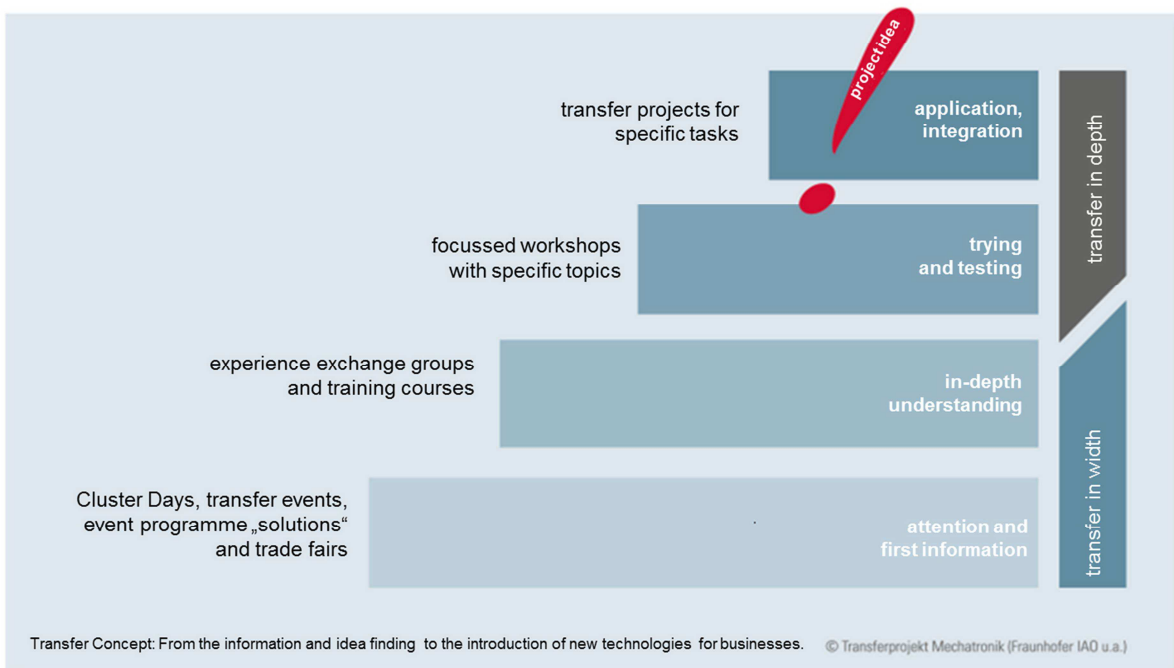 project idea
transfer projects for
specific tasks
application,
integration
transfer in depth
focussed workshops
with specific topics
trying
and testing
experience exchange groups
and training courses
in-depth
understanding
transfer in width
Cluster Days, transfer events,
event programme „solutions“
and trade fairs
attention and
first information
Transfer Concept: From the information and idea finding to the introduction of new technologies for businesses.
© Transferprojekt Mechatronik (Fraunhofer IAO u.a.)